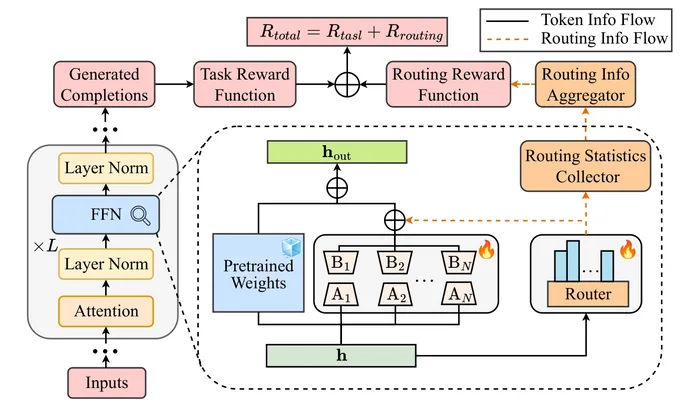 R_total = R_tasl + R_routing
Token Info Flow
Routing Info Flow
Generated
Completions
Task Reward
Function
Routing Reward
Function
Routing Info
Aggregator
...
Layer Norm
FFN
×L
Layer Norm
Attention
...
Inputs
h_out
Routing Statistics
Collector
Pretrained
Weights
B_1 B_2 B_N
...
A_1 A_2 A_N
...
Router
h